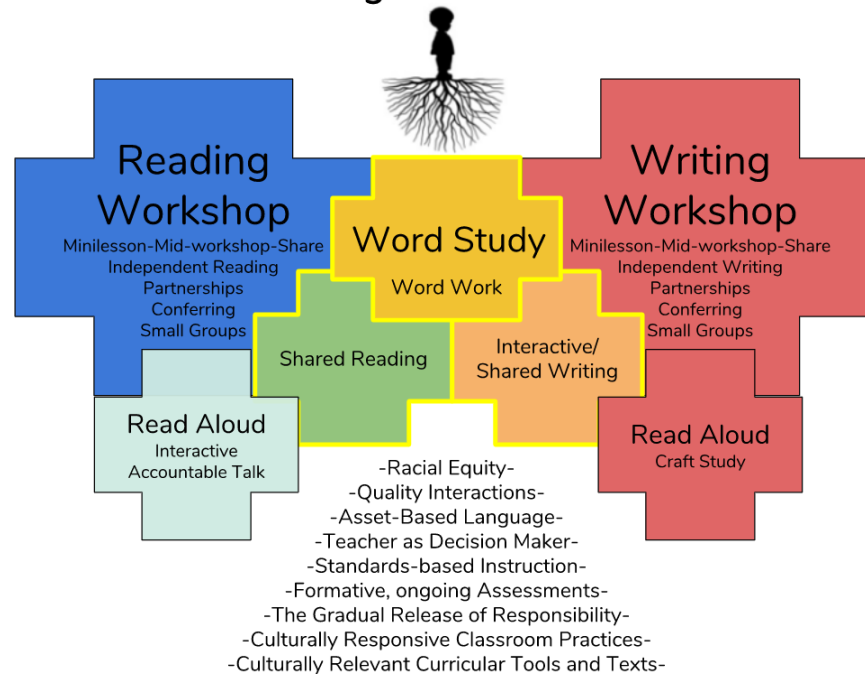 Reading
Workshop
Minilesson-Mid-workshop-Share
Independent Reading
Partnerships
Conferring
Small Groups
Word Study
Word Work
Writing
Workshop
Minilesson-Mid-workshop-Share
Independent Writing
Partnerships
Conferring
Small Groups
Shared Reading
Interactive/
Shared Writing
Read Aloud
Interactive
Accountable Talk
Read Aloud
Craft Study
-Racial Equity-
-Quality Interactions-
-Asset-Based Language-
-Teacher as Decision Maker-
-Standards-based Instruction-
-Formative, ongoing Assessments-
-The Gradual Release of Responsibility-
-Culturally Responsive Classroom Practices-
-Culturally Relevant Curricular Tools and Texts-